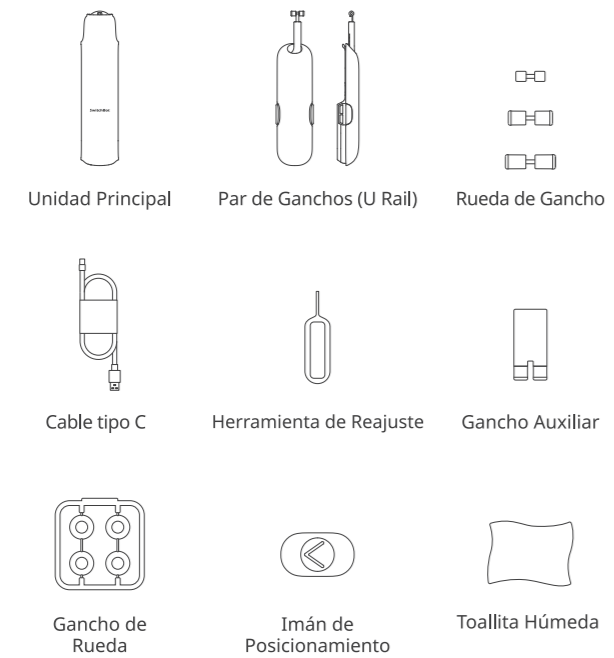 SwitchBot
Unidad Principal
Par de Ganchos (U Rail)
Rueda de Gancho
Cable tipo C
Herramienta de Reajuste
Gancho Auxiliar
Gancho de
Rueda
Imán de
Posicionamiento
Toallita Húmeda